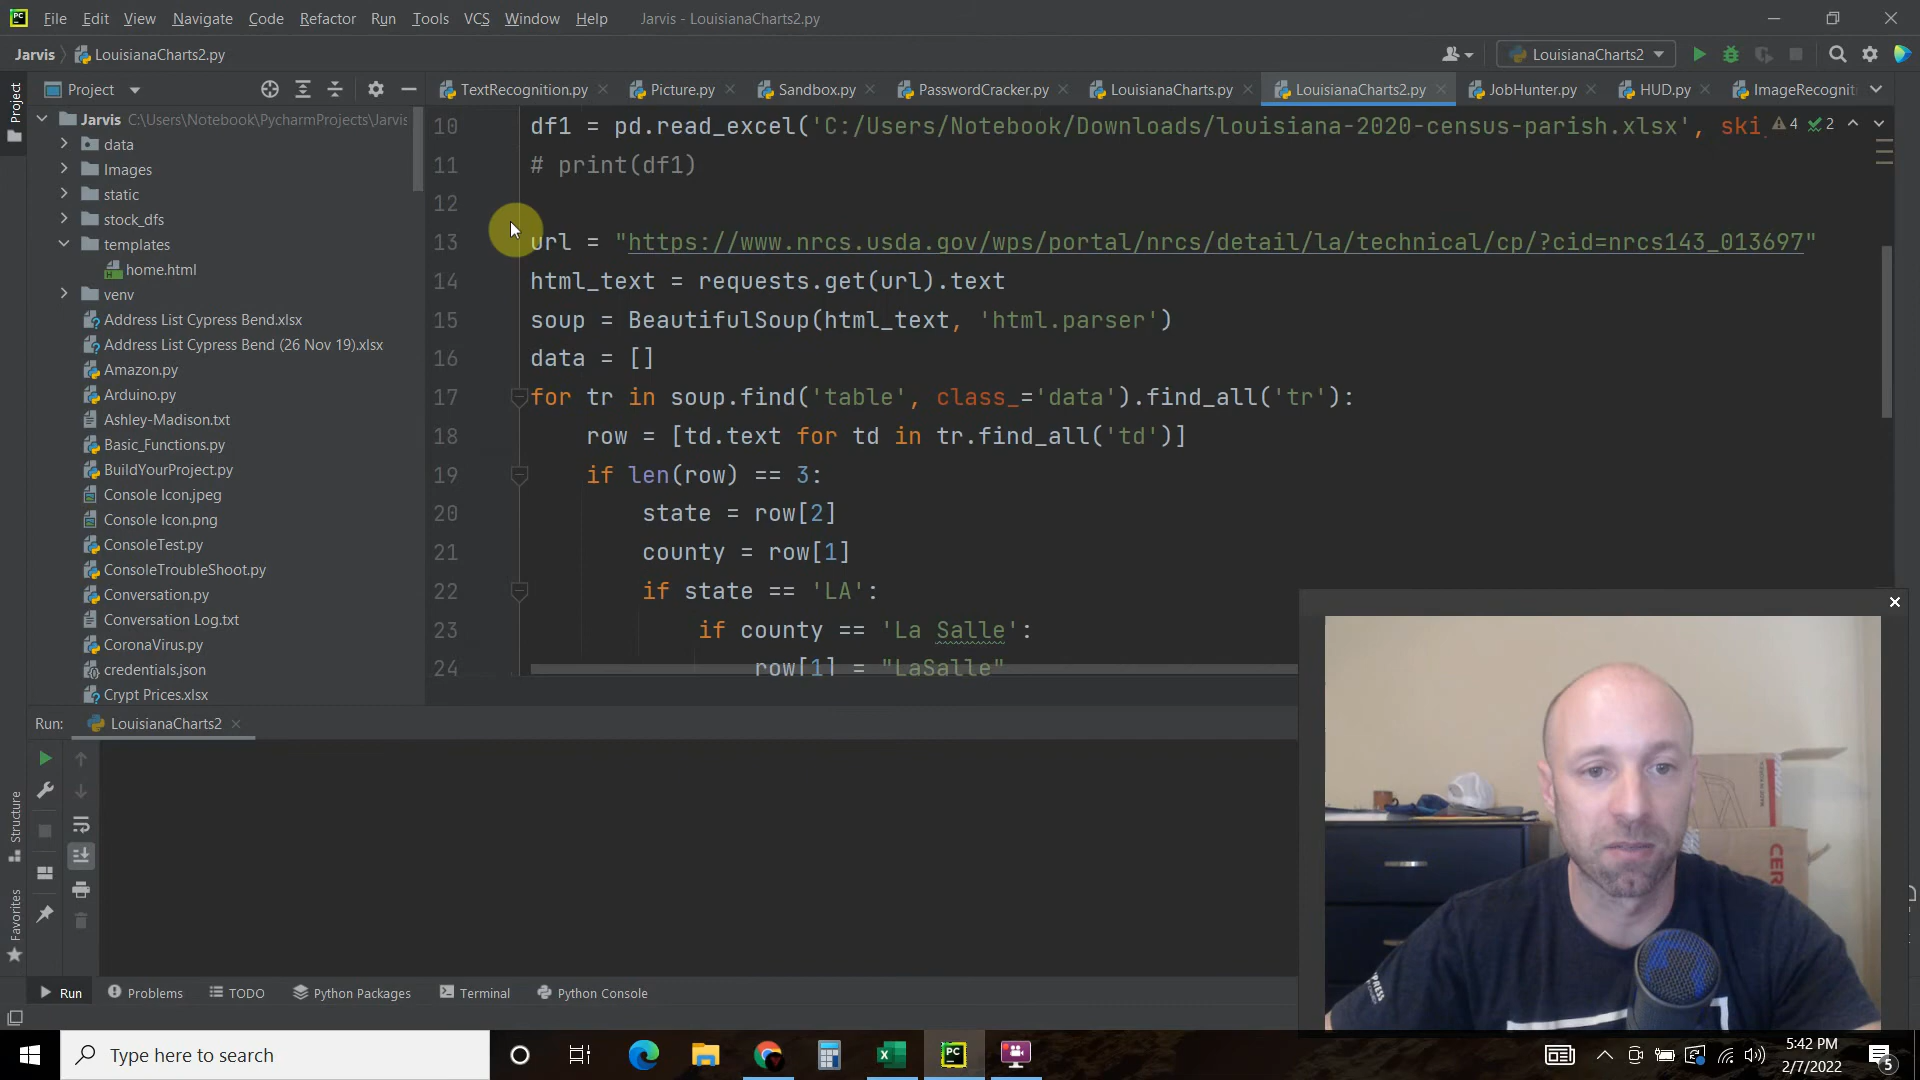 File Edit View Navigate Code Refactor Run Tools VCS Window Help Jarvis - LouisianaCharts2.py
Jarvis LouisianaCharts2.py LouisianaCharts2
Project
TextRecognition.py Picture.py Sandbox.py PasswordCracker.py LouisianaCharts.py LouisianaCharts2.py JobHunter.py HUD.py ImageRecognit
Project
Jarvis C:\Users\Notebook\PycharmProjects\Jarvis
data
Images
static
stock_dfs
templates
home.html
venv
Address List Cypress Bend.xlsx
Address List Cypress Bend (26 Nov 19).xlsx
Amazon.py
Arduino.py
Ashley-Madison.txt
Basic_Functions.py
BuildYourProject.py
Console Icon.jpeg
Console Icon.png
ConsoleTest.py
ConsoleTroubleShoot.py
Conversation.py
Conversation Log.txt
CoronaVirus.py
credentials.json
Crypt Prices.xlsx
10 df1 = pd.read_excel('C:/Users/Notebook/Downloads/louisiana-2020-census-parish.xlsx', ski 4 2
11 # print(df1)
12
13 url = "https://www.nrcs.usda.gov/wps/portal/nrcs/detail/la/technical/cp/?cid=nrcs143_013697"
14 html_text = requests.get(url).text
15 soup = BeautifulSoup(html_text, 'html.parser')
16 data = []
17 for tr in soup.find('table', class_='data').find_all('tr'):
18 row = [td.text for td in tr.find_all('td')]
19 if len(row) == 3:
20 state = row[2]
21 county = row[1]
22 if state == 'LA':
23 if county == 'La Salle':
24 row[1] = "LaSalle"
Run: LouisianaCharts2
Structure
Favorites
Run Problems TODO Python Packages Terminal Python Console
Type here to search
5:42 PM
2/7/2022
5